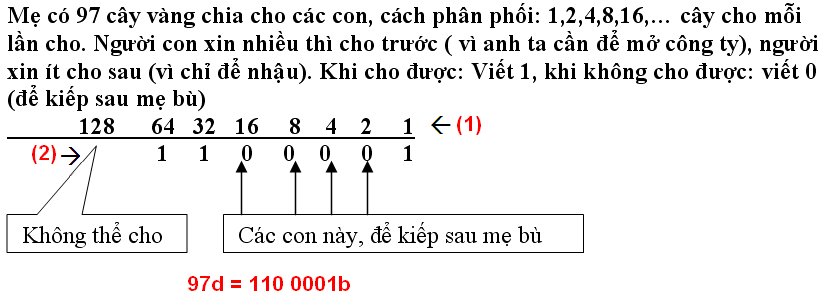 Mẹ có 97 cây vàng chia cho các con, cách phân phối: 1,2,4,8,16,… cây cho mỗi
lần cho. Người con xin nhiều thì cho trước ( vì anh ta cần để mở công ty), người
xin ít cho sau (vì chỉ để nhậu). Khi cho được: Viết 1, khi không cho được: viết 0
(để kiếp sau mẹ bù)
128 64 32 16 8 4 2 1 (1)
(2) 1 1 0 0 0 0 1
Không thể cho Các con này, để kiếp sau mẹ bù
97d = 110 0001b